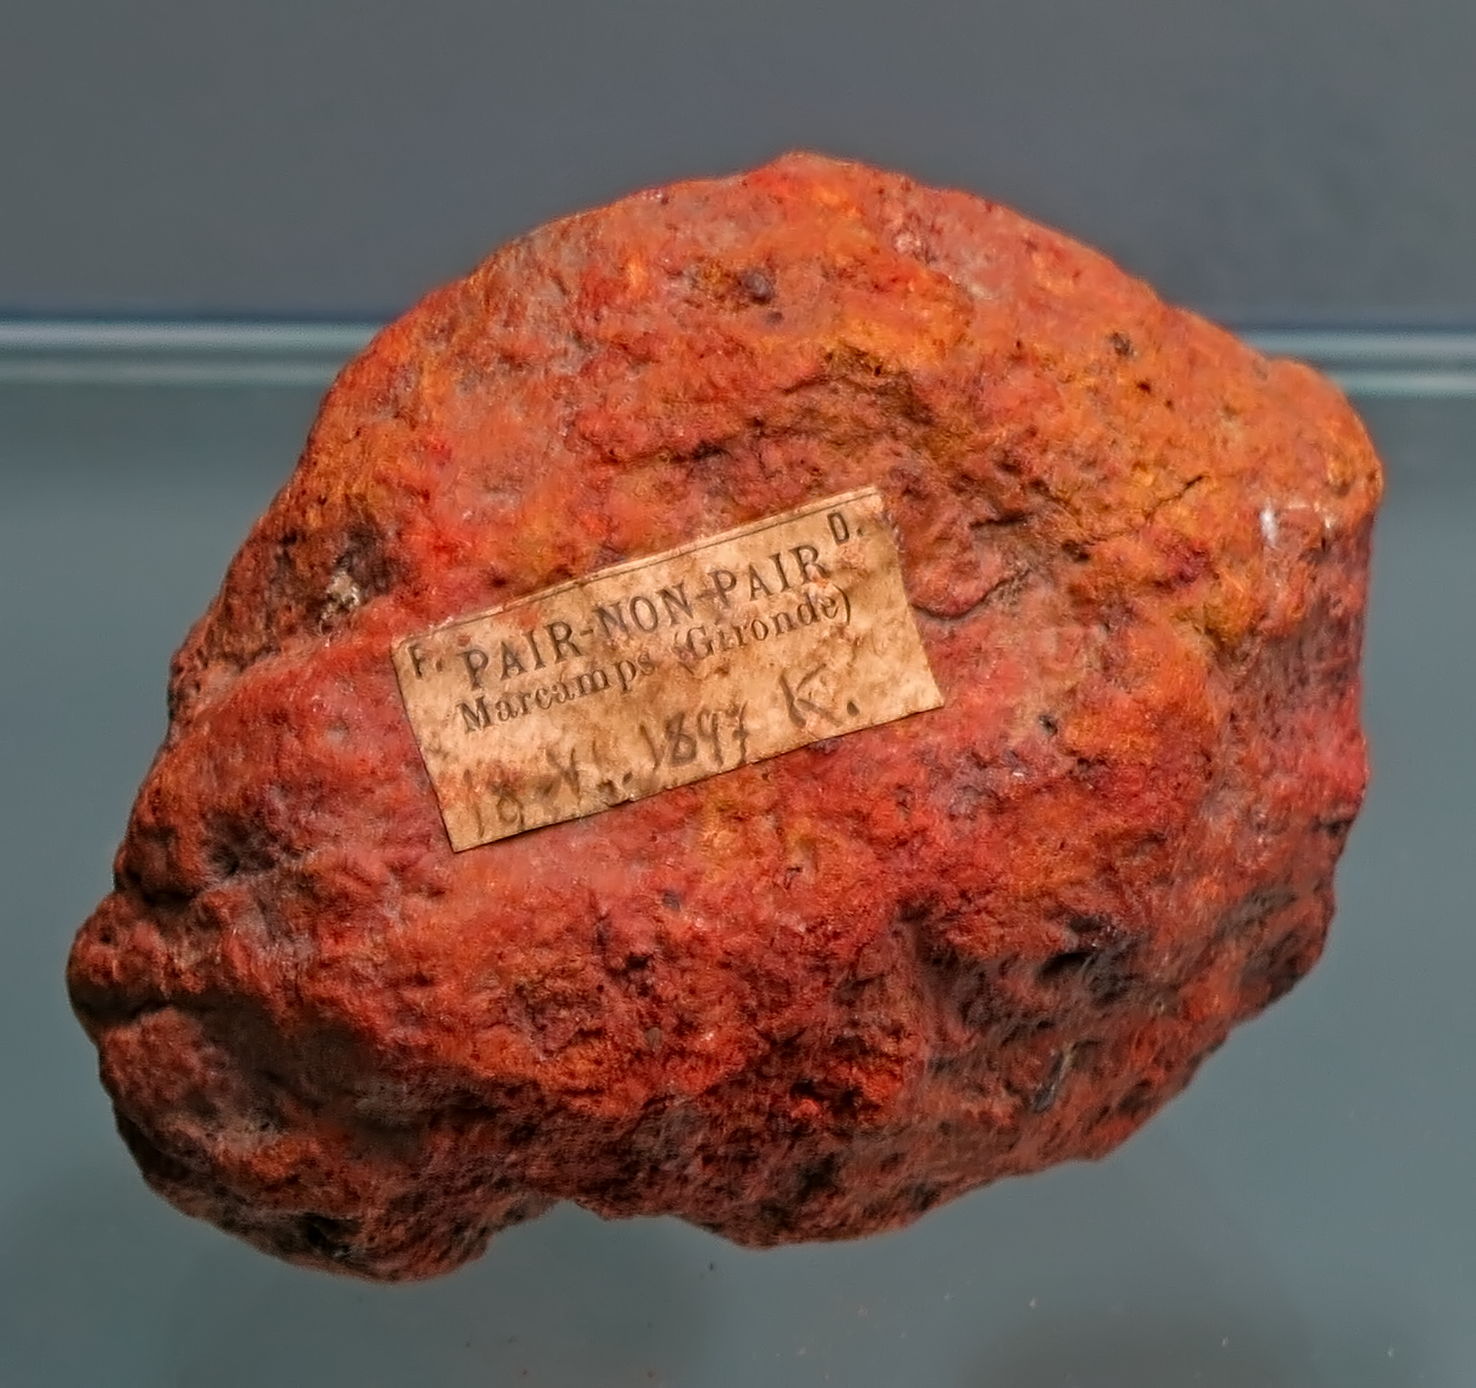 F. PAIR-NON-PAIR D.
Marcamps (Gironde)
1897 K.